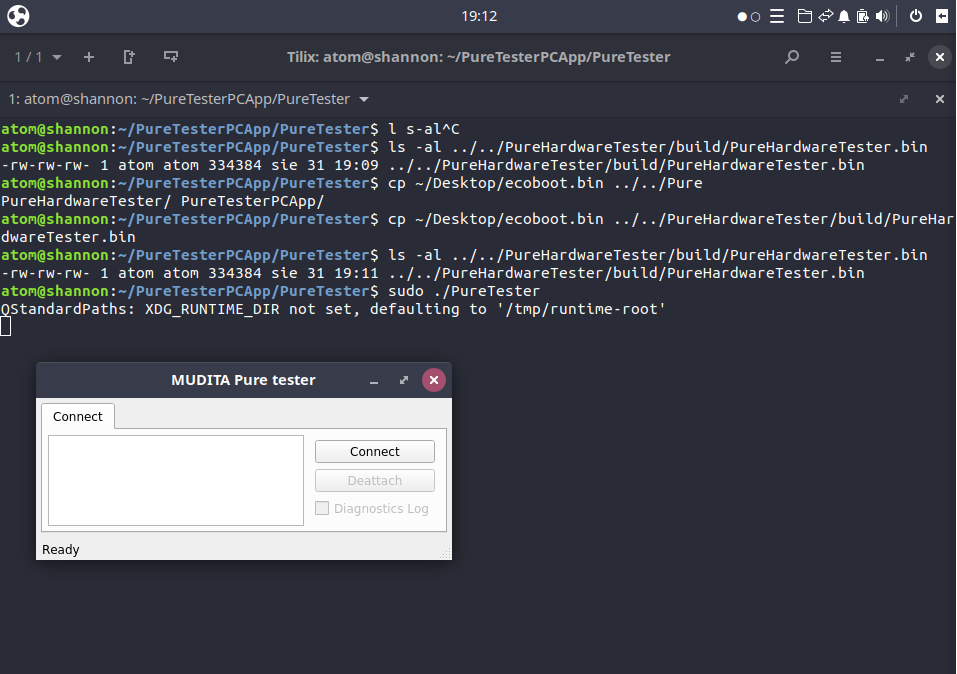 19:12
1 / 1
Tilix: atom@shannon: ~/PureTesterPCApp/PureTester
1: atom@shannon: ~/PureTesterPCApp/PureTester
atom@shannon:~/PureTesterPCApp/PureTester$ l s-al^C
atom@shannon:~/PureTesterPCApp/PureTester$ ls -al ../../PureHardwareTester/build/PureHardwareTester.bin
-rw-rw-rw- 1 atom atom 334384 sie 31 19:09 ../../PureHardwareTester/build/PureHardwareTester.bin
atom@shannon:~/PureTesterPCApp/PureTester$ cp ~/Desktop/ecoboot.bin ../../Pure
PureHardwareTester/ PureTesterPCApp/
atom@shannon:~/PureTesterPCApp/PureTester$ cp ~/Desktop/ecoboot.bin ../../PureHardwareTester/build/PureHar
dwareTester.bin
atom@shannon:~/PureTesterPCApp/PureTester$ ls -al ../../PureHardwareTester/build/PureHardwareTester.bin
-rw-rw-rw- 1 atom atom 334384 sie 31 19:11 ../../PureHardwareTester/build/PureHardwareTester.bin
atom@shannon:~/PureTesterPCApp/PureTester$ sudo ./PureTester
QStandardPaths: XDG_RUNTIME_DIR not set, defaulting to '/tmp/runtime-root'
MUDITA Pure tester
Connect
Connect
Deattach
Diagnostics Log
Ready